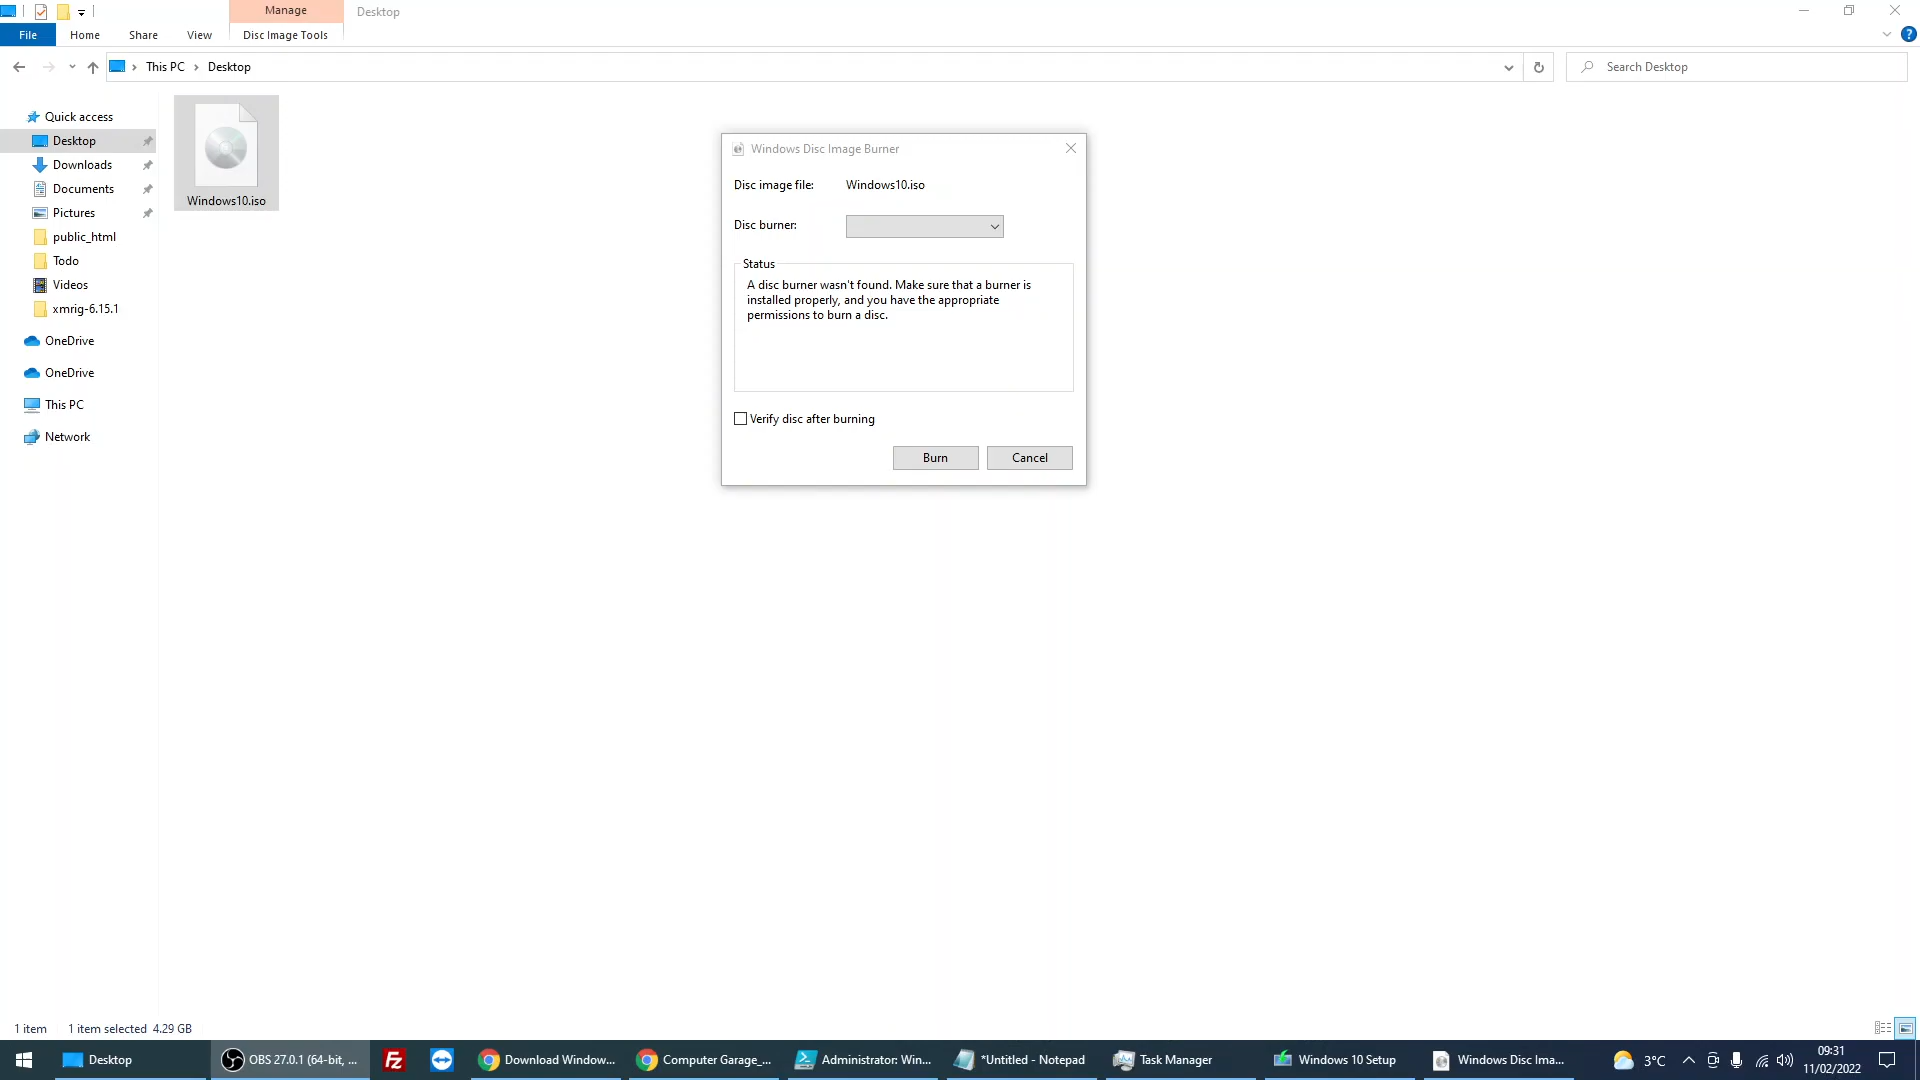 Manage
Desktop
File
Home
Share
View
Disc Image Tools
?
This PC
Desktop
Search Desktop
Quick access
Desktop
Downloads
Documents
Pictures
public_html
Todo
Videos
xmrig-6.15.1
OneDrive
OneDrive
This PC
Network
Windows10.iso
Windows Disc Image Burner
Disc image file:
Windows10.iso
Disc burner:
Status
A disc burner wasn't found. Make sure that a burner is
installed properly, and you have the appropriate
permissions to burn a disc.
Verify disc after burning
Burn
Cancel
1 item
1 item selected 4.29 GB
Desktop
OBS 27.0.1 (64-bit, ...
Fz
Download Window...
Computer Garage_...
Administrator: Win...
*Untitled - Notepad
Task Manager
Windows 10 Setup
Windows Disc Ima...
3°C
09:31
11/02/2022